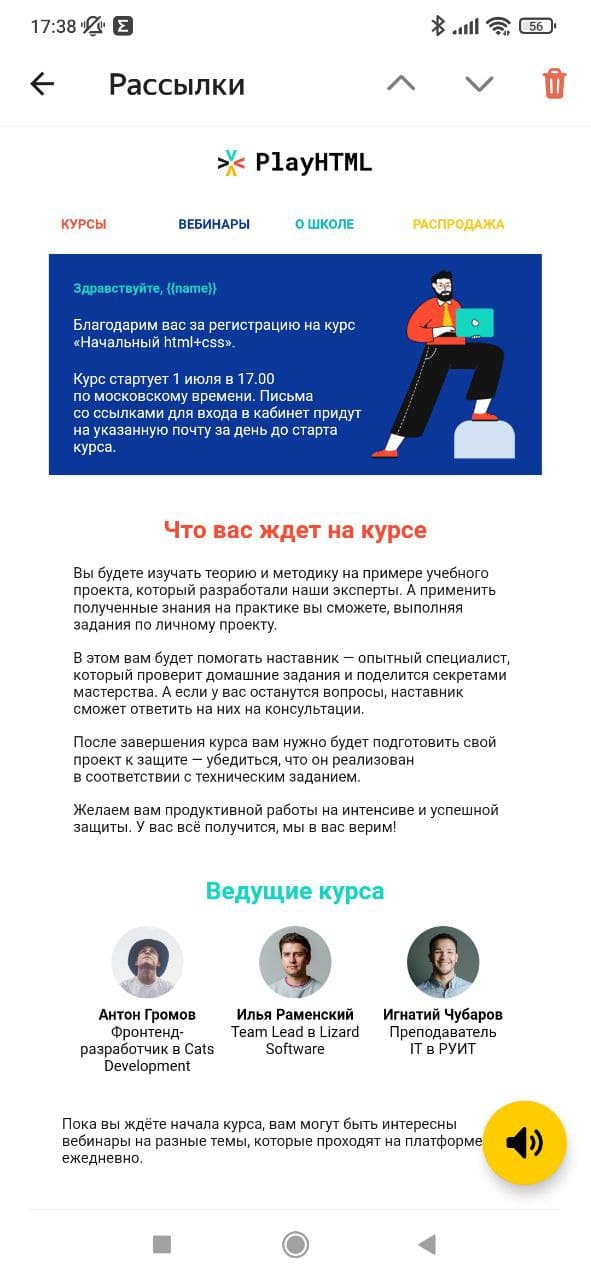 17:38
56
Рассылки
PlayHTML
КУРСЫ ВЕБИНАРЫ О ШКОЛЕ РАСПРОДАЖА
Здравствуйте, {{name}}
Благодарим вас за регистрацию на курс
«Начальный html+css».
Курс стартует 1 июля в 17.00
по московскому времени. Письма
со ссылками для входа в кабинет придут
на указанную почту за день до старта
курса.
Что вас ждет на курсе
Вы будете изучать теорию и методику на примере учебного
проекта, который разработали наши эксперты. А применить
полученные знания на практике вы сможете, выполняя
задания по личному проекту.
В этом вам будет помогать наставник — опытный специалист,
который проверит домашние задания и поделится секретами
мастерства. А если у вас останутся вопросы, наставник
сможет ответить на них на консультации.
После завершения курса вам нужно будет подготовить свой
проект к защите — убедиться, что он реализован
в соответствии с техническим заданием.
Желаем вам продуктивной работы на интенсиве и успешной
защиты. У вас всё получится, мы в вас верим!
Ведущие курса
Антон Громов
Фронтенд-
разработчик в Cats
Development
Илья Раменский
Team Lead в Lizard
Software
Игнатий Чубаров
Преподаватель
IT в РУИТ
Пока вы ждёте начала курса, вам могут быть интересны
вебинары на разные темы, которые проходят на платформе
ежедневно.